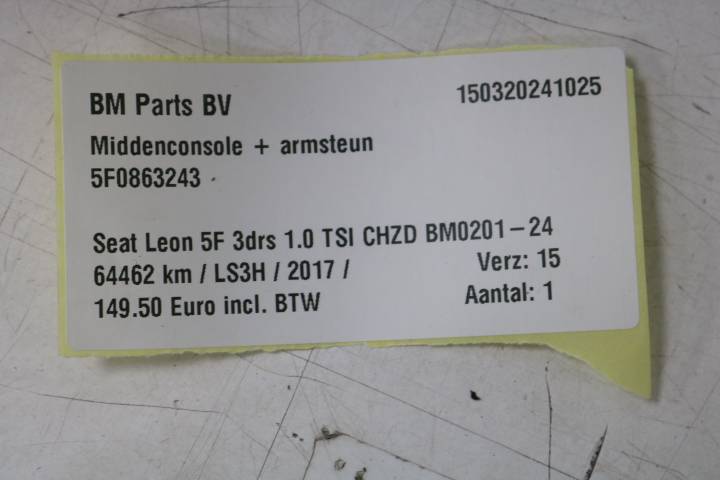 BM Parts BV 150320241025
Middenconsole + armsteun
5F0863243
Seat Leon 5F 3drs 1.0 TSI CHZD BM0201-24
64462 km / LS3H / 2017 / Verz: 15
149.50 Euro incl. BTW Aantal: 1